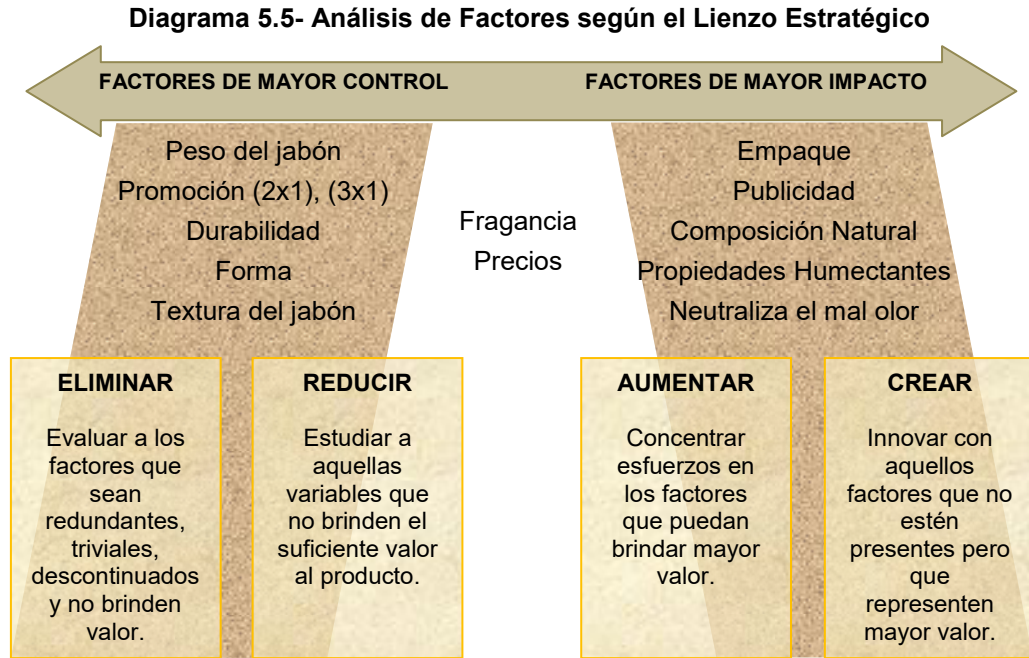 Diagrama 5.5- Análisis de Factores según el Lienzo Estratégico
FACTORES DE MAYOR CONTROL
FACTORES DE MAYOR IMPACTO
Peso del jabón
Promoción (2x1), (3x1)
Durabilidad
Forma
Textura del jabón
Fragancia
Precios
Empaque
Publicidad
Composición Natural
Propiedades Humectantes
Neutraliza el mal olor
ELIMINAR
Evaluar a los
factores que
sean
redundantes,
triviales,
descontinuados
y no brinden
valor.
REDUCIR
Estudiar a
aquellas
variables que
no brinden el
suficiente valor
al producto.
AUMENTAR
Concentrar
esfuerzos en
los factores
que puedan
brindar mayor
valor.
CREAR
Innovar con
aquellos
factores que no
estén
presentes pero
que
representen
mayor valor.